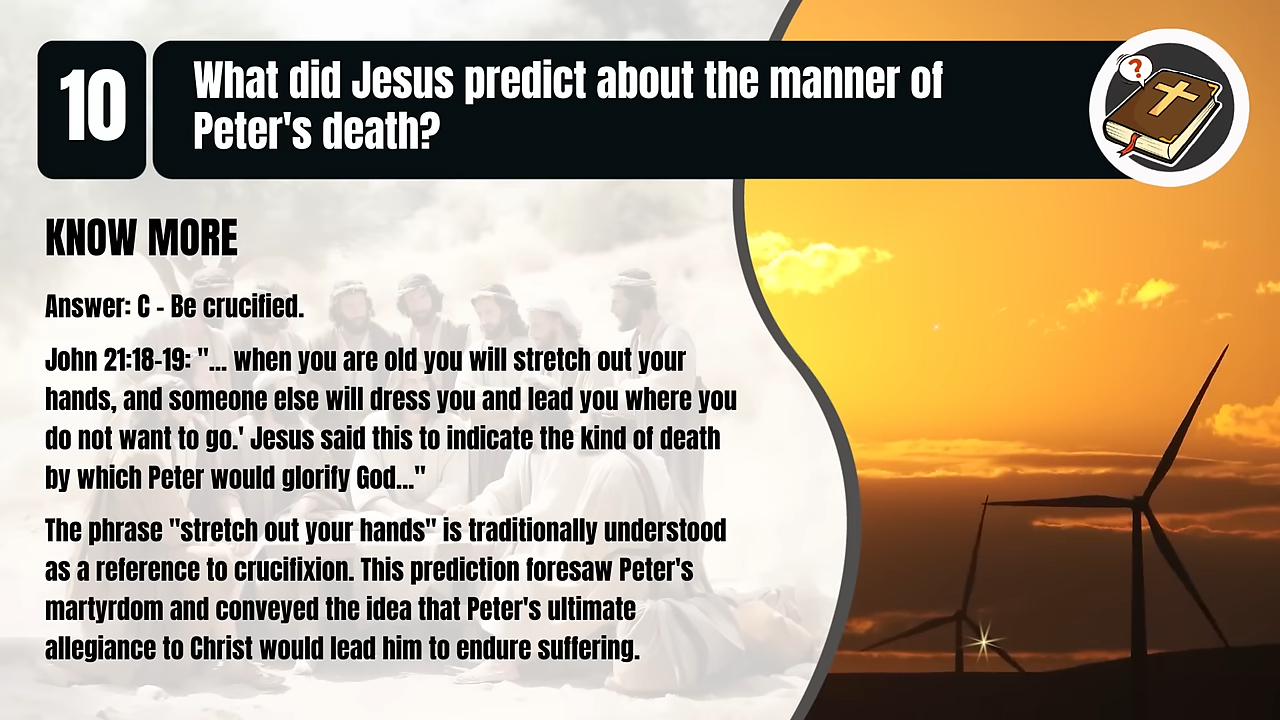 10
What did Jesus predict about the manner of
Peter's death?
?
KNOW MORE
Answer: C - Be crucified.
John 21:18-19: "... when you are old you will stretch out your
hands, and someone else will dress you and lead you where you
do not want to go.' Jesus said this to indicate the kind of death
by which Peter would glorify God..."
The phrase "stretch out your hands" is traditionally understood
as a reference to crucifixion. This prediction foresaw Peter's
martyrdom and conveyed the idea that Peter's ultimate
allegiance to Christ would lead him to endure suffering.